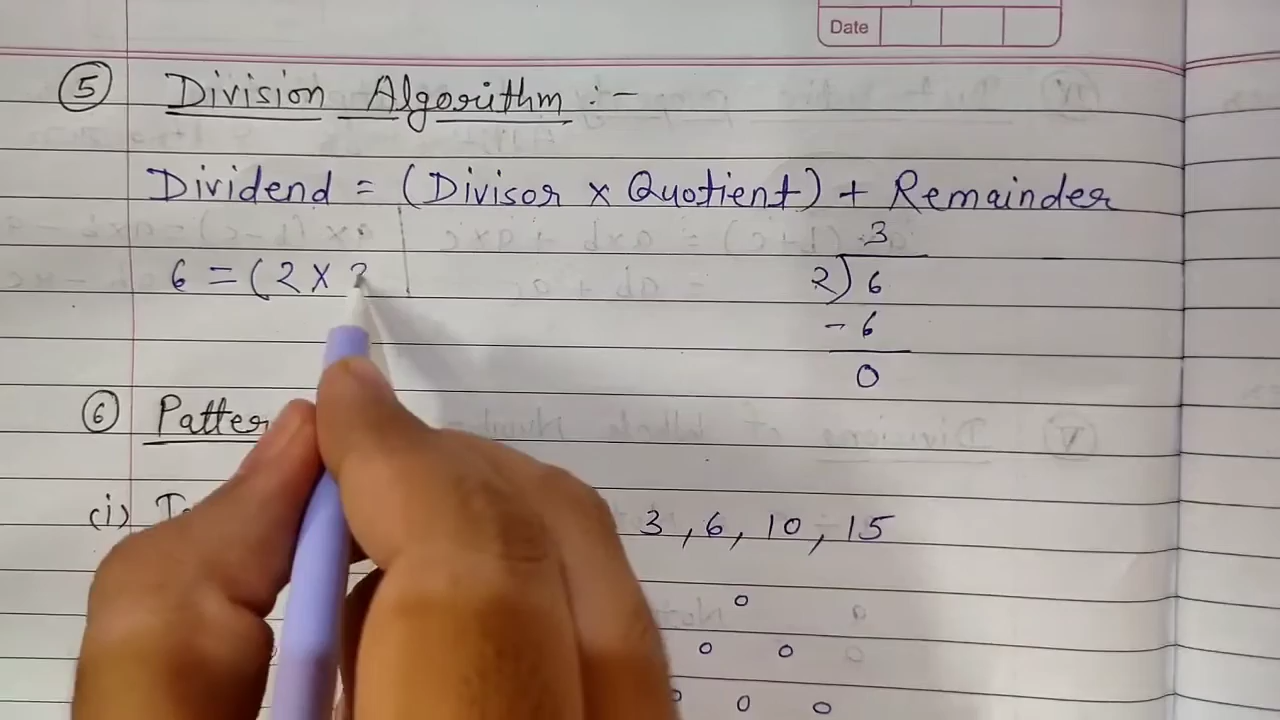 Date
5 Division Algorithm :-
Dividend = (Divisor x Quotient) + Remainder
3
6 = (2 x 2) 6
- 6
0
6 Patter
(i) 3, 6, 10, 15